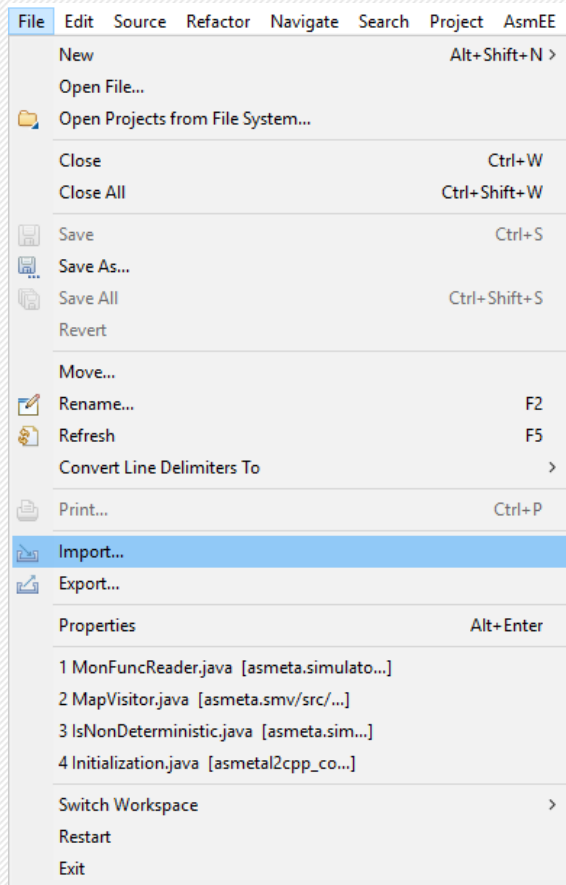 File Edit Source Refactor Navigate Search Project AsmEE
New Alt+Shift+N >
Open File...
Open Projects from File System...
Close Ctrl+W
Close All Ctrl+Shift+W
Save Ctrl+S
Save As...
Save All Ctrl+Shift+S
Revert
Move...
Rename... F2
Refresh F5
Convert Line Delimiters To >
Print... Ctrl+P
Import...
Export...
Properties Alt+Enter
1 MonFuncReader.java [asmeta.simulato...]
2 MapVisitor.java [asmeta.smv/src/...]
3 IsNonDeterministic.java [asmeta.sim...]
4 Initialization.java [asmetal2cpp_co...]
Switch Workspace >
Restart
Exit